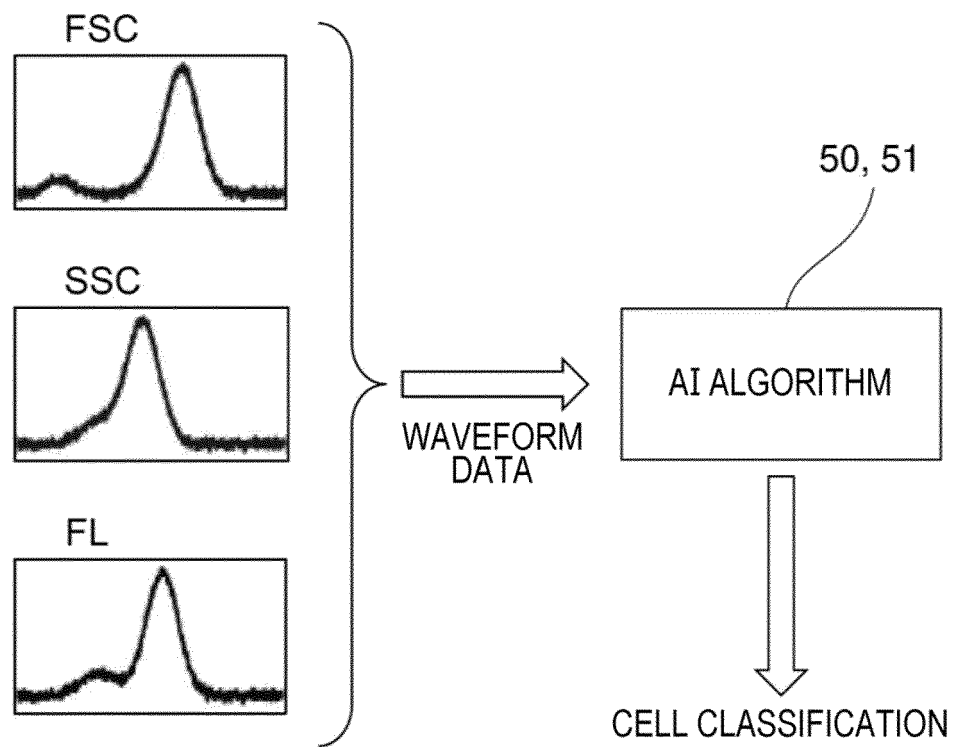 FSC
SSC
FL
WAVEFORM
DATA
50, 51
AI ALGORITHM
CELL CLASSIFICATION